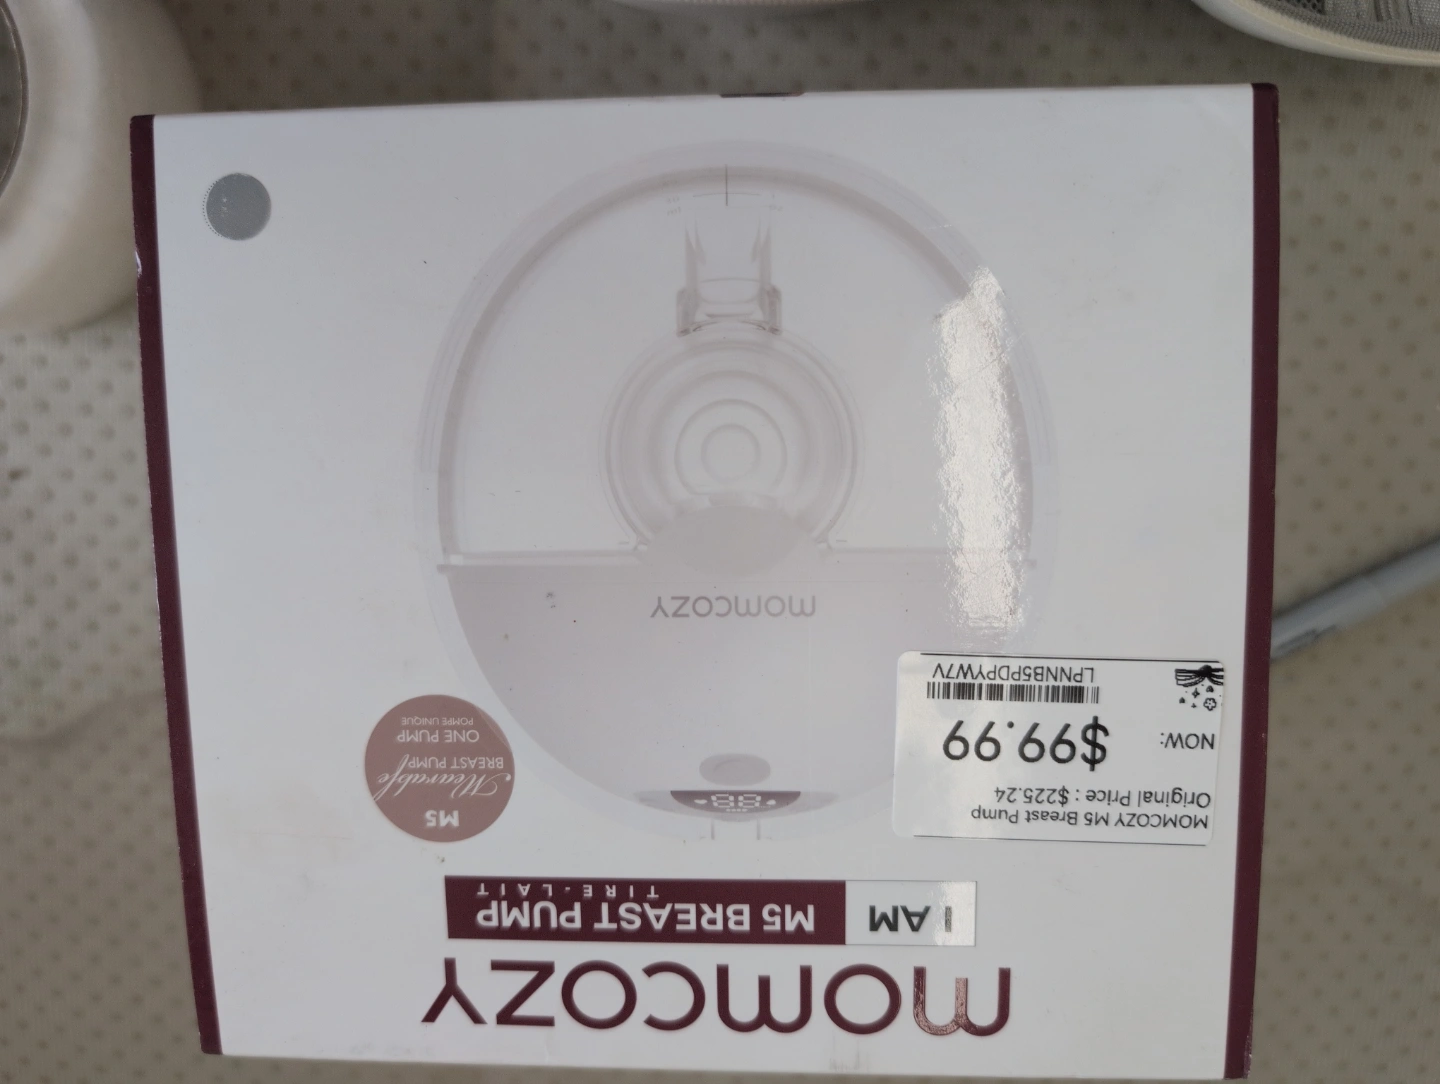 momcozy
I AM M5 BREAST PUMP
TIRE-LAIT
M5
Wearable
BREAST PUMP
ONE PUMP
POMPE UNIQUE
momcozy
MOMCOZY M5 Breast Pump
Original Price : $225.24
NOW: $99.99
LPNNB5PDPYW7V